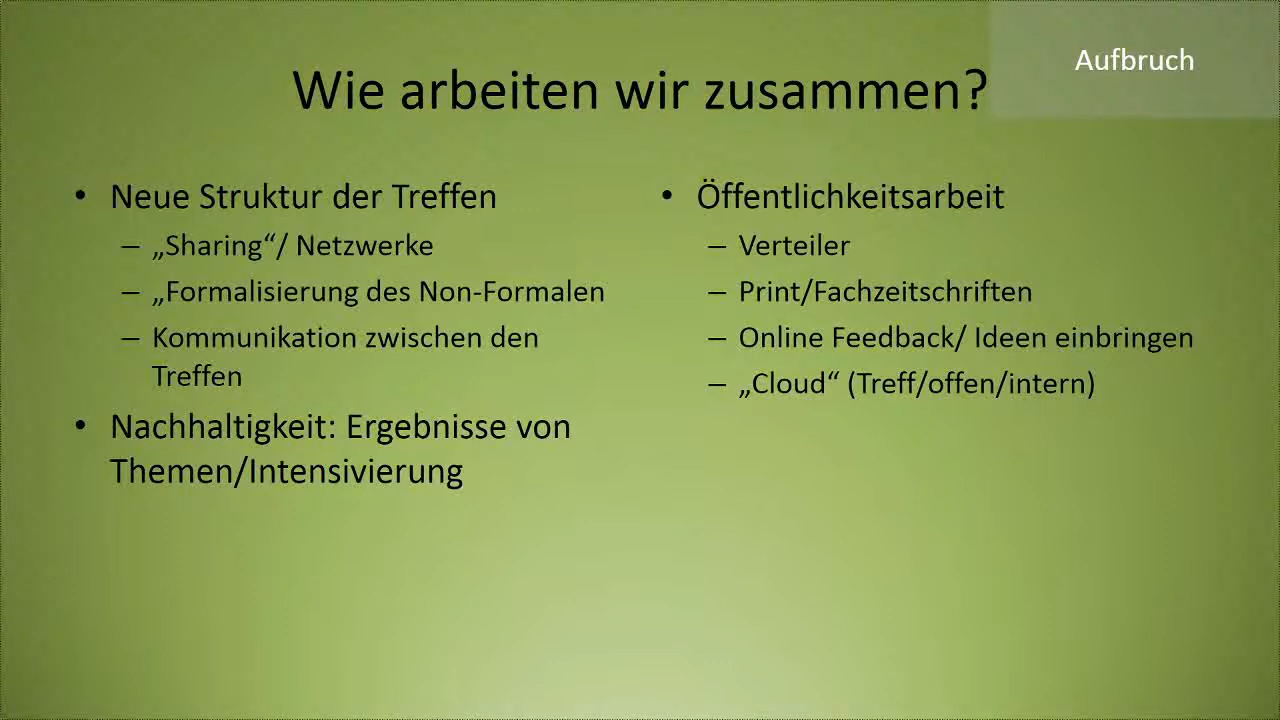 Aufbruch
Wie arbeiten wir zusammen?
• Neue Struktur der Treffen
– „Sharing“/ Netzwerke
– „Formalisierung des Non-Formalen
– Kommunikation zwischen den
Treffen
• Nachhaltigkeit: Ergebnisse von
Themen/Intensivierung
• Öffentlichkeitsarbeit
– Verteiler
– Print/Fachzeitschriften
– Online Feedback/ Ideen einbringen
– „Cloud“ (Treff/offen/intern)